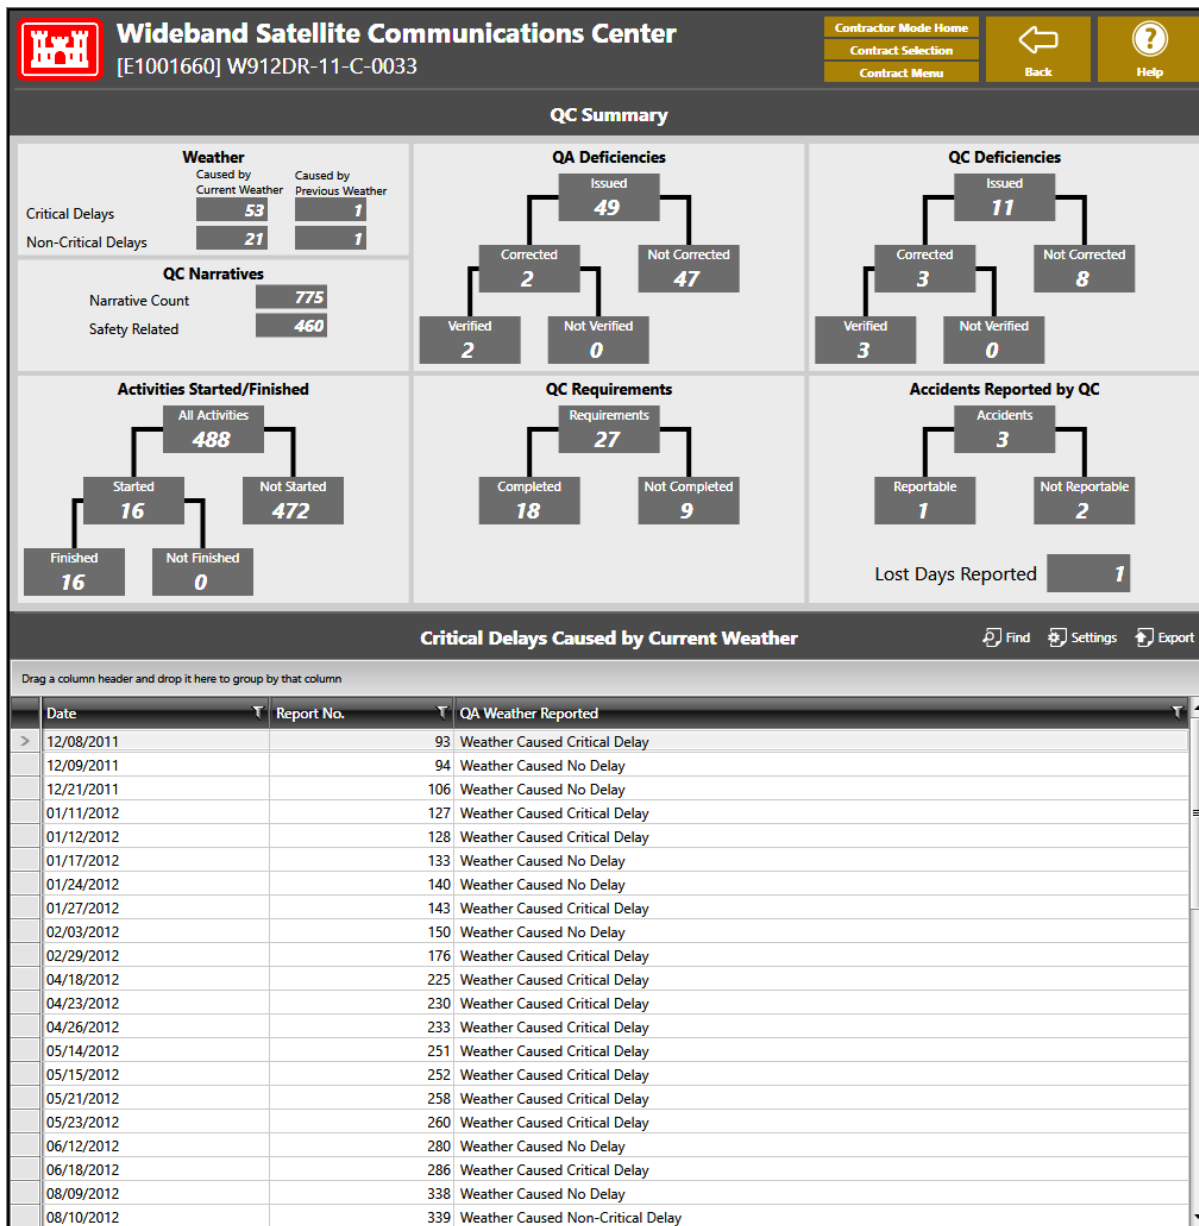 Wideband Satellite Communications Center
[E1001660] W912DR-11-C-0033
Contractor Mode Home
Contract Selection
Contract Menu
Back
Help
QC Summary
Weather
Caused by Current Weather
Caused by Previous Weather
Critical Delays 53 1
Non-Critical Delays 21 1
QC Narratives
Narrative Count 775
Safety Related 460
QA Deficiencies
Issued
49
Corrected
2
Not Corrected
47
Verified
2
Not Verified
0
QC Deficiencies
Issued
11
Corrected
3
Not Corrected
8
Verified
3
Not Verified
0
Activities Started/Finished
All Activities
488
Started
16
Not Started
472
Finished
16
Not Finished
0
QC Requirements
Requirements
27
Completed
18
Not Completed
9
Accidents Reported by QC
Accidents
3
Reportable
1
Not Reportable
2
Lost Days Reported 1
Critical Delays Caused by Current Weather
Find Settings Export
Drag a column header and drop it here to group by that column
Date Report No. QA Weather Reported
12/08/2011 93 Weather Caused Critical Delay
12/09/2011 94 Weather Caused No Delay
12/21/2011 106 Weather Caused No Delay
01/11/2012 127 Weather Caused Critical Delay
01/12/2012 128 Weather Caused Critical Delay
01/17/2012 133 Weather Caused No Delay
01/24/2012 140 Weather Caused No Delay
01/27/2012 143 Weather Caused Critical Delay
02/03/2012 150 Weather Caused No Delay
02/29/2012 176 Weather Caused Critical Delay
04/18/2012 225 Weather Caused Critical Delay
04/23/2012 230 Weather Caused Critical Delay
04/26/2012 233 Weather Caused Critical Delay
05/14/2012 251 Weather Caused Critical Delay
05/15/2012 252 Weather Caused Critical Delay
05/21/2012 258 Weather Caused Critical Delay
05/23/2012 260 Weather Caused Critical Delay
06/12/2012 280 Weather Caused No Delay
06/18/2012 286 Weather Caused Critical Delay
08/09/2012 338 Weather Caused No Delay
08/10/2012 339 Weather Caused Non-Critical Delay